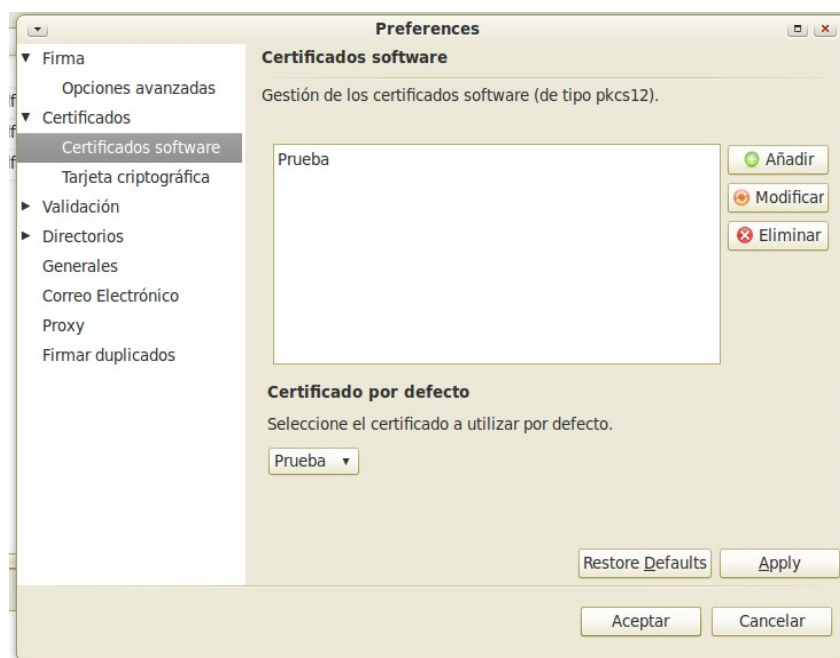 Preferences
Firma
Opciones avanzadas
Certificados
Certificados software
Tarjeta criptográfica
Validación
Directorios
Generales
Correo Electrónico
Proxy
Firmar duplicados
Certificados software
Gestión de los certificados software (de tipo pkcs12).
Prueba
Añadir
Modificar
Eliminar
Certificado por defecto
Seleccione el certificado a utilizar por defecto.
Prueba
Restore Defaults
Apply
Aceptar
Cancelar